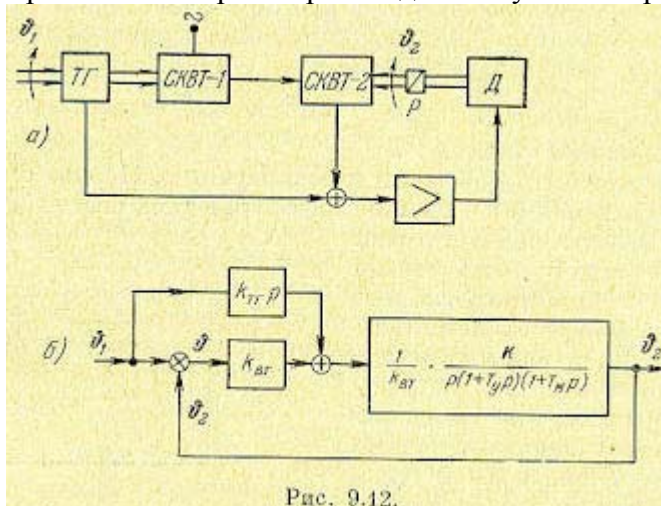 ϑ₁
ТГ
СКВТ-1
СКВТ-2
ϑ₂
Р
Д
а)
>
k_ТГ p
б)
ϑ₁
ϑ
k_ВТ
1/k_ВТ · K/p(1+T_у p)(1+T_м p)
ϑ₂
ϑ₂
Рис. 9.12.